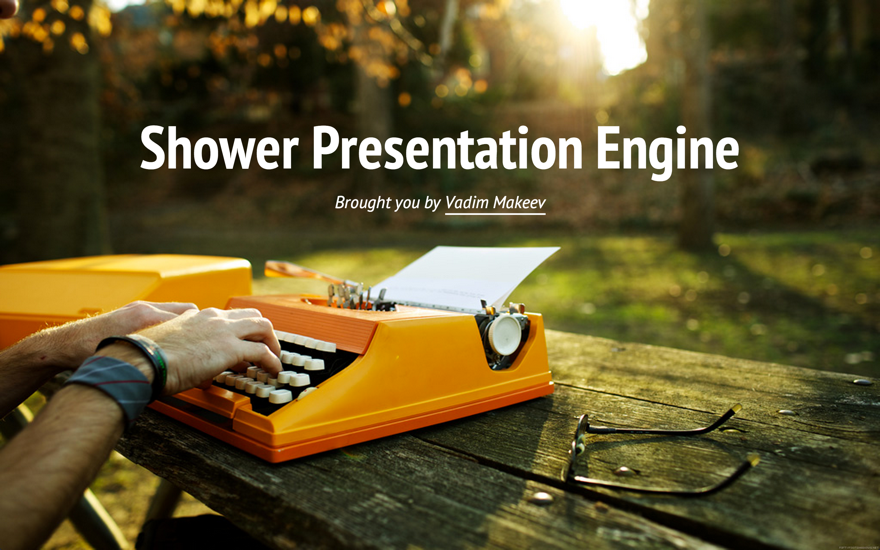 Shower Presentation Engine
Brought you by Vadim Makeev